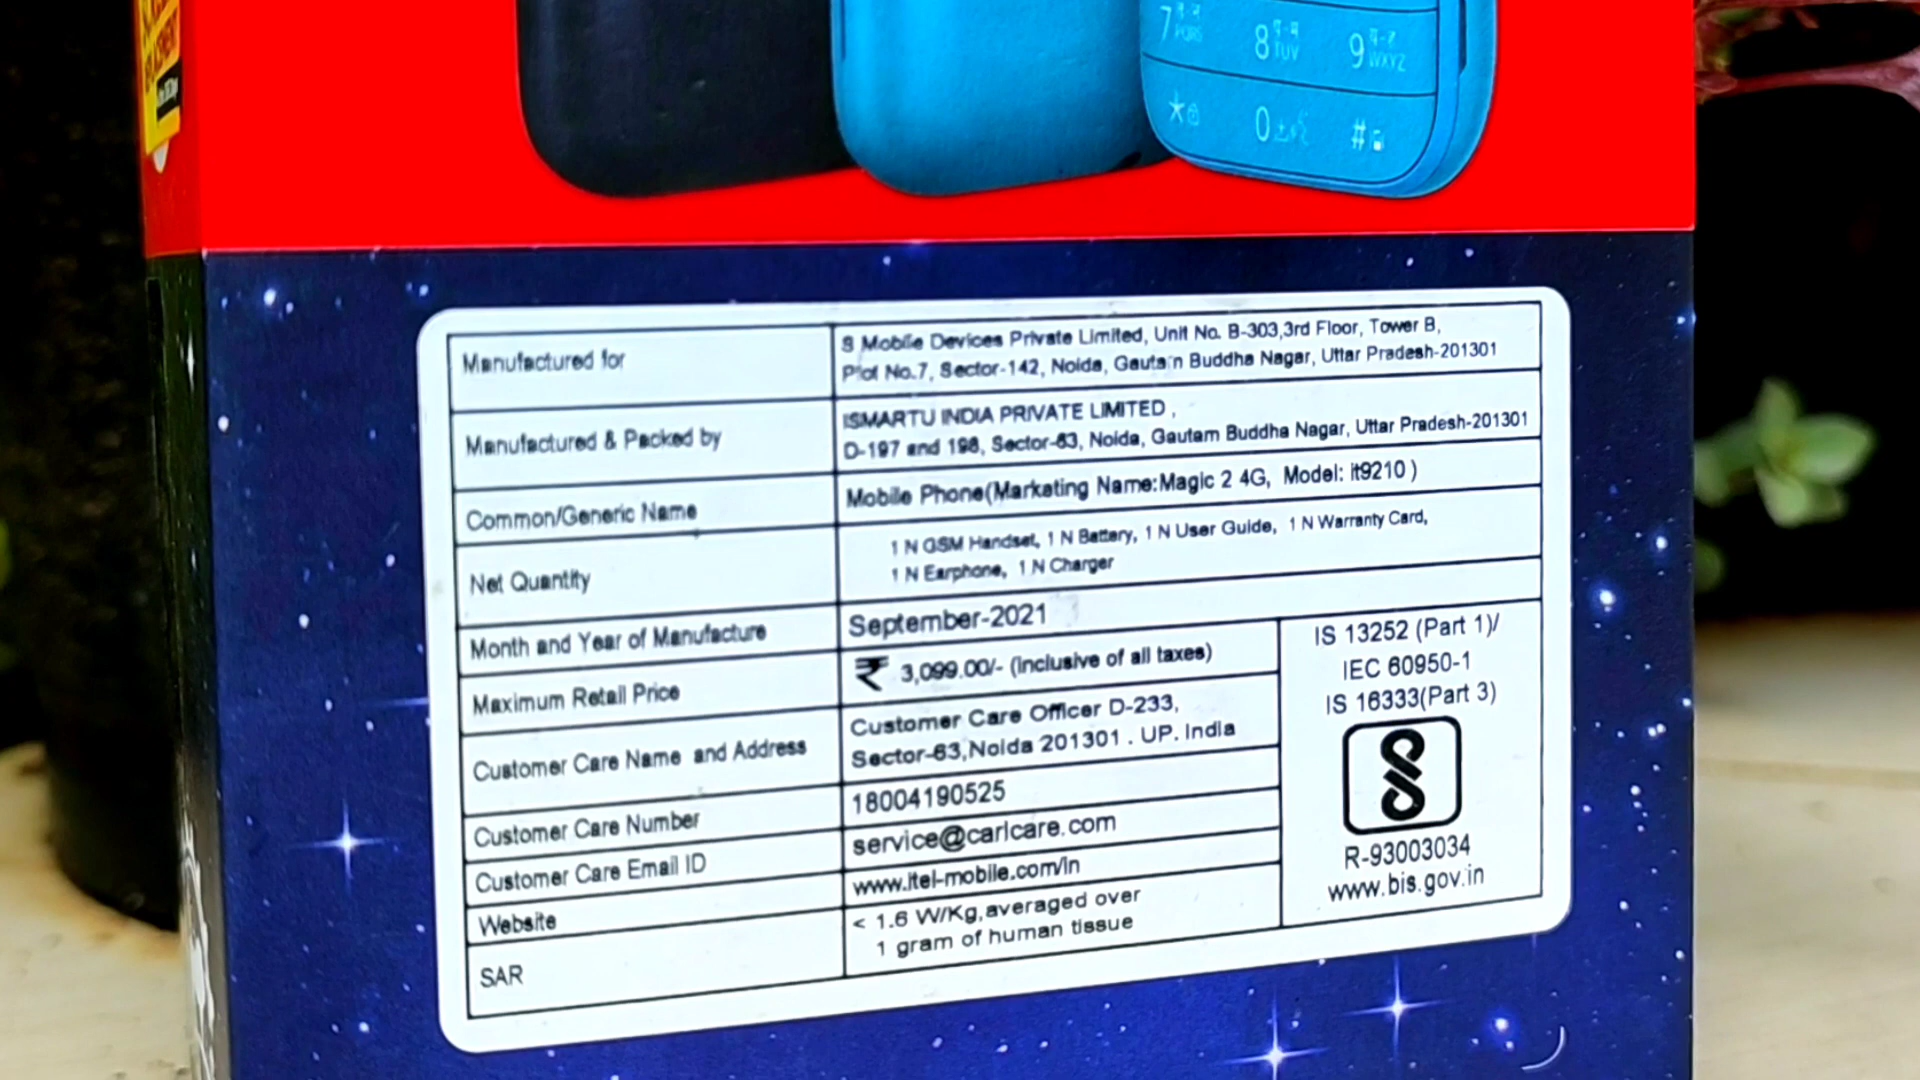 7 PQRS
8 TUV
9 WXYZ
*
0
#
Manufactured for
S Mobile Devices Private Limited, Unit No. B-303,3rd Floor, Tower B,
Plot No.7, Sector-142, Noida, Gautam Buddha Nagar, Uttar Pradesh-201301
Manufactured & Packed by
ISMARTU INDIA PRIVATE LIMITED ,
D-197 and 198, Sector-63, Noida, Gautam Buddha Nagar, Uttar Pradesh-201301
Common/Generic Name
Mobile Phone(Marketing Name:Magic 2 4G, Model: it9210 )
Net Quantity
1 N GSM Handset, 1 N Battery, 1 N User Guide, 1 N Warranty Card,
1 N Earphone, 1 N Charger
Month and Year of Manufacture
September-2021
Maximum Retail Price
₹ 3,099.00/- (Inclusive of all taxes)
Customer Care Name and Address
Customer Care Officer D-233,
Sector-63,Noida 201301 . UP. India
Customer Care Number
18004190525
Customer Care Email ID
service@carlcare.com
Website
www.itel-mobile.com/in
SAR
< 1.6 W/Kg,averaged over
1 gram of human tissue
IS 13252 (Part 1)/
IEC 60950-1
IS 16333(Part 3)
R-93003034
www.bis.gov.in